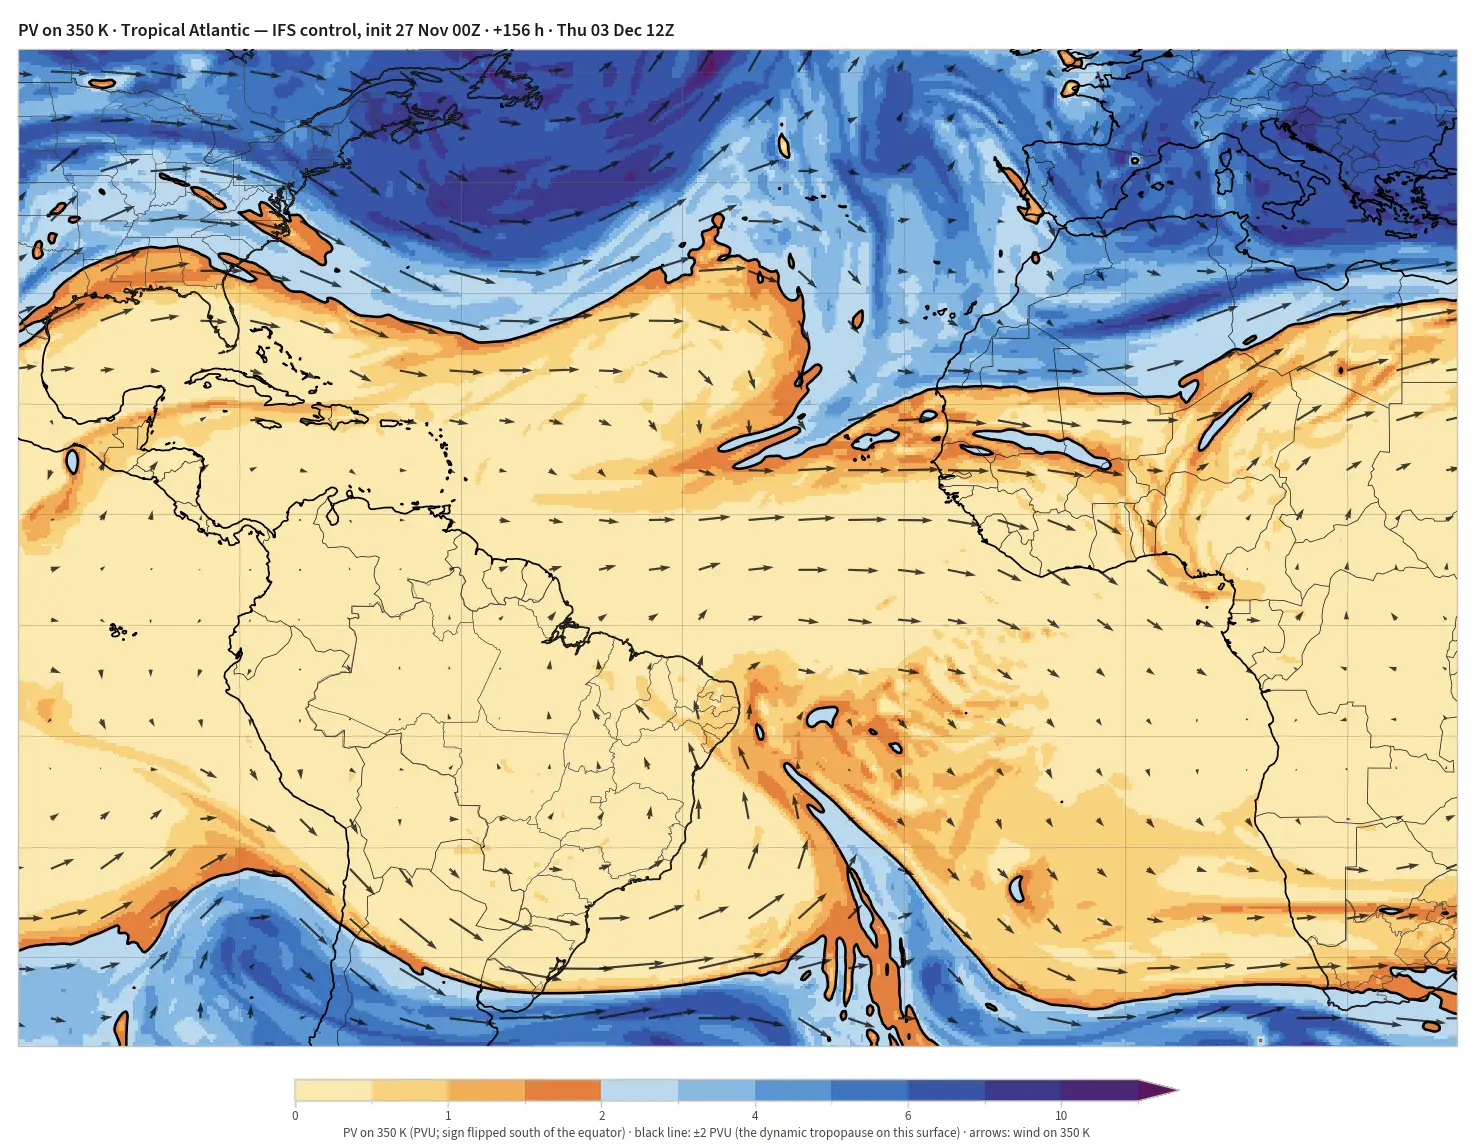 PV on 350 K · Tropical Atlantic — IFS control, init 27 Nov 00Z · +156 h · Thu 03 Dec 12Z
0 1 2 4 6 10
PV on 350 K (PVU; sign flipped south of the equator) · black line: ±2 PVU (the dynamic tropopause on this surface) · arrows: wind on 350 K